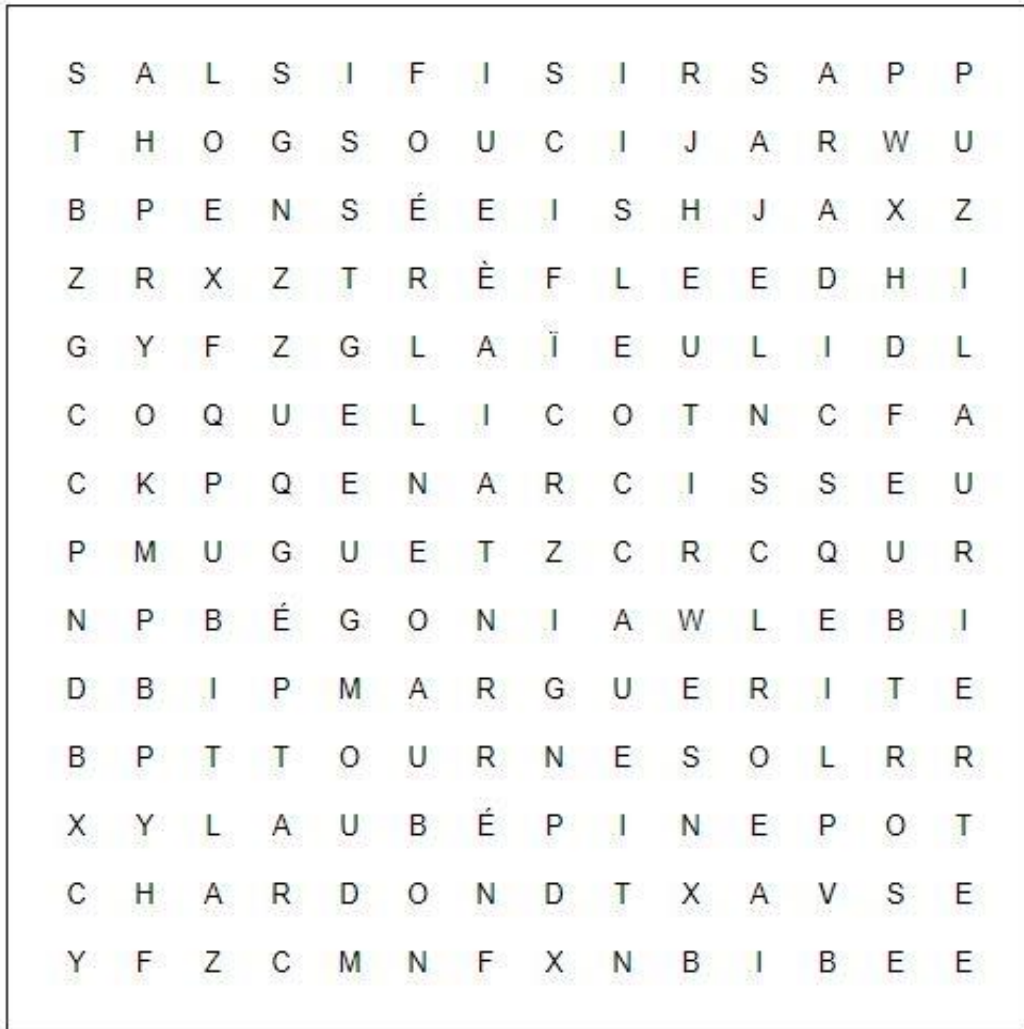 S A L S I F I S I R S A P P
T H O G S O U C I J A R W U
B P E N S É E I S H J A X Z
Z R X Z T R È F L E E D H I
G Y F Z G L A Ï E U L I D L
C O Q U E L I C O T N C F A
C K P Q E N A R C I S S E U
P M U G U E T Z C R C Q U R
N P B É G O N I A W L E B I
D B I P M A R G U E R I T E
B P T T O U R N E S O L R R
X Y L A U B É P I N E P O T
C H A R D O N D T X A V S E
Y F Z C M N F X N B I B E E